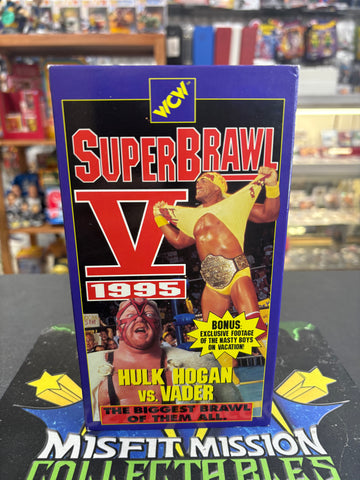 WCW
SUPERBRAWL
V
1995
BONUS
EXCLUSIVE FOOTAGE
OF THE NASTY BOYS
ON VACATION!
HULK HOGAN
VS. VADER
THE BIGGEST BRAWL
OF THEM ALL.
MISFIT MISSION
COLLECTABLES